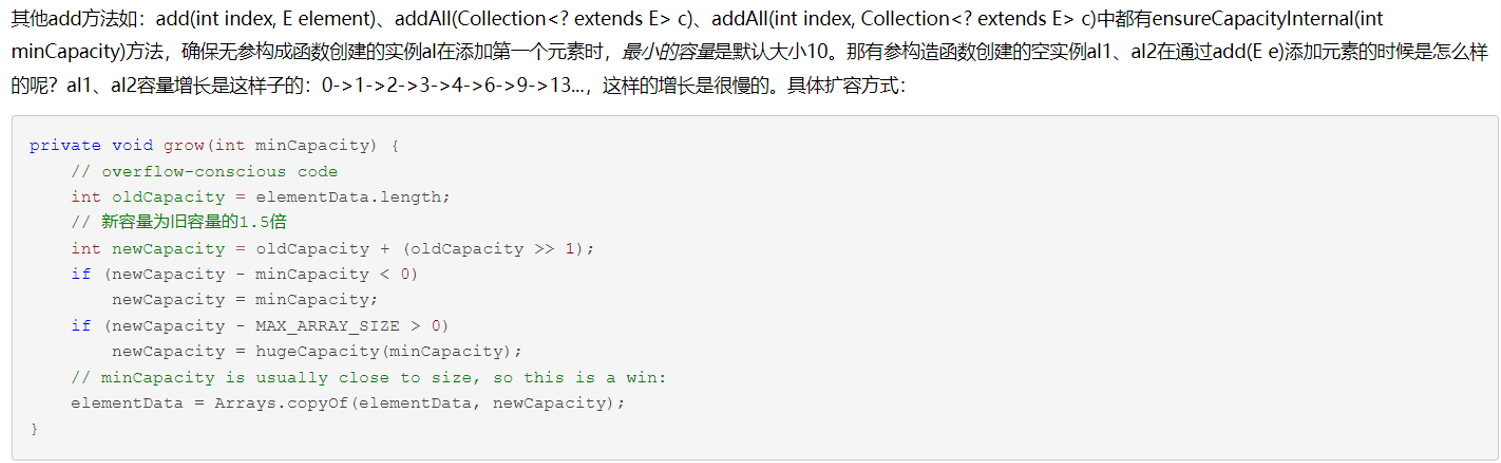 其他add方法如：add(int index, E element)、addAll(Collection<? extends E> c)、addAll(int index, Collection<? extends E> c)中都有ensureCapacityInternal(int
minCapacity)方法，确保无参构成函数创建的实例al在添加第一个元素时，最小的容量是默认大小10。那有参构造函数创建的空实例al1、al2在通过add(E e)添加元素的时候是怎么样
的呢？al1、al2容量增长是这样子的：0->1->2->3->4->6->9->13...，这样的增长是很慢的。具体扩容方式：
private void grow(int minCapacity) {
    // overflow-conscious code
    int oldCapacity = elementData.length;
    // 新容量为旧容量的1.5倍
    int newCapacity = oldCapacity + (oldCapacity >> 1);
    if (newCapacity - minCapacity < 0)
        newCapacity = minCapacity;
    if (newCapacity - MAX_ARRAY_SIZE > 0)
        newCapacity = hugeCapacity(minCapacity);
    // minCapacity is usually close to size, so this is a win:
    elementData = Arrays.copyOf(elementData, newCapacity);
}